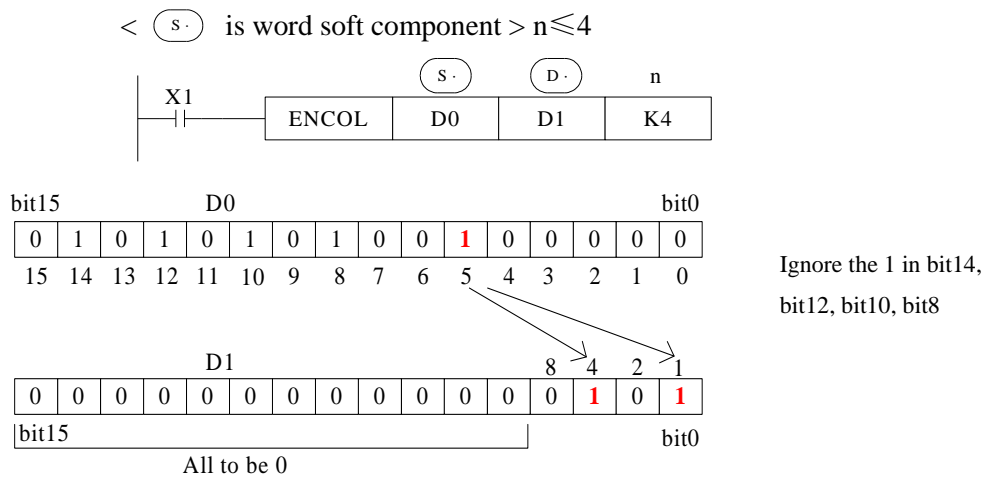 < S· is word soft component > n≤4
S· D· n
X1
ENCOL D0 D1 K4
bit15 D0 bit0
0 1 0 1 0 1 0 1 0 0 1 0 0 0 0 0
15 14 13 12 11 10 9 8 7 6 5 4 3 2 1 0
Ignore the 1 in bit14,
bit12, bit10, bit8
D1 8 4 2 1
0 0 0 0 0 0 0 0 0 0 0 0 0 1 0 1
bit15 bit0
All to be 0